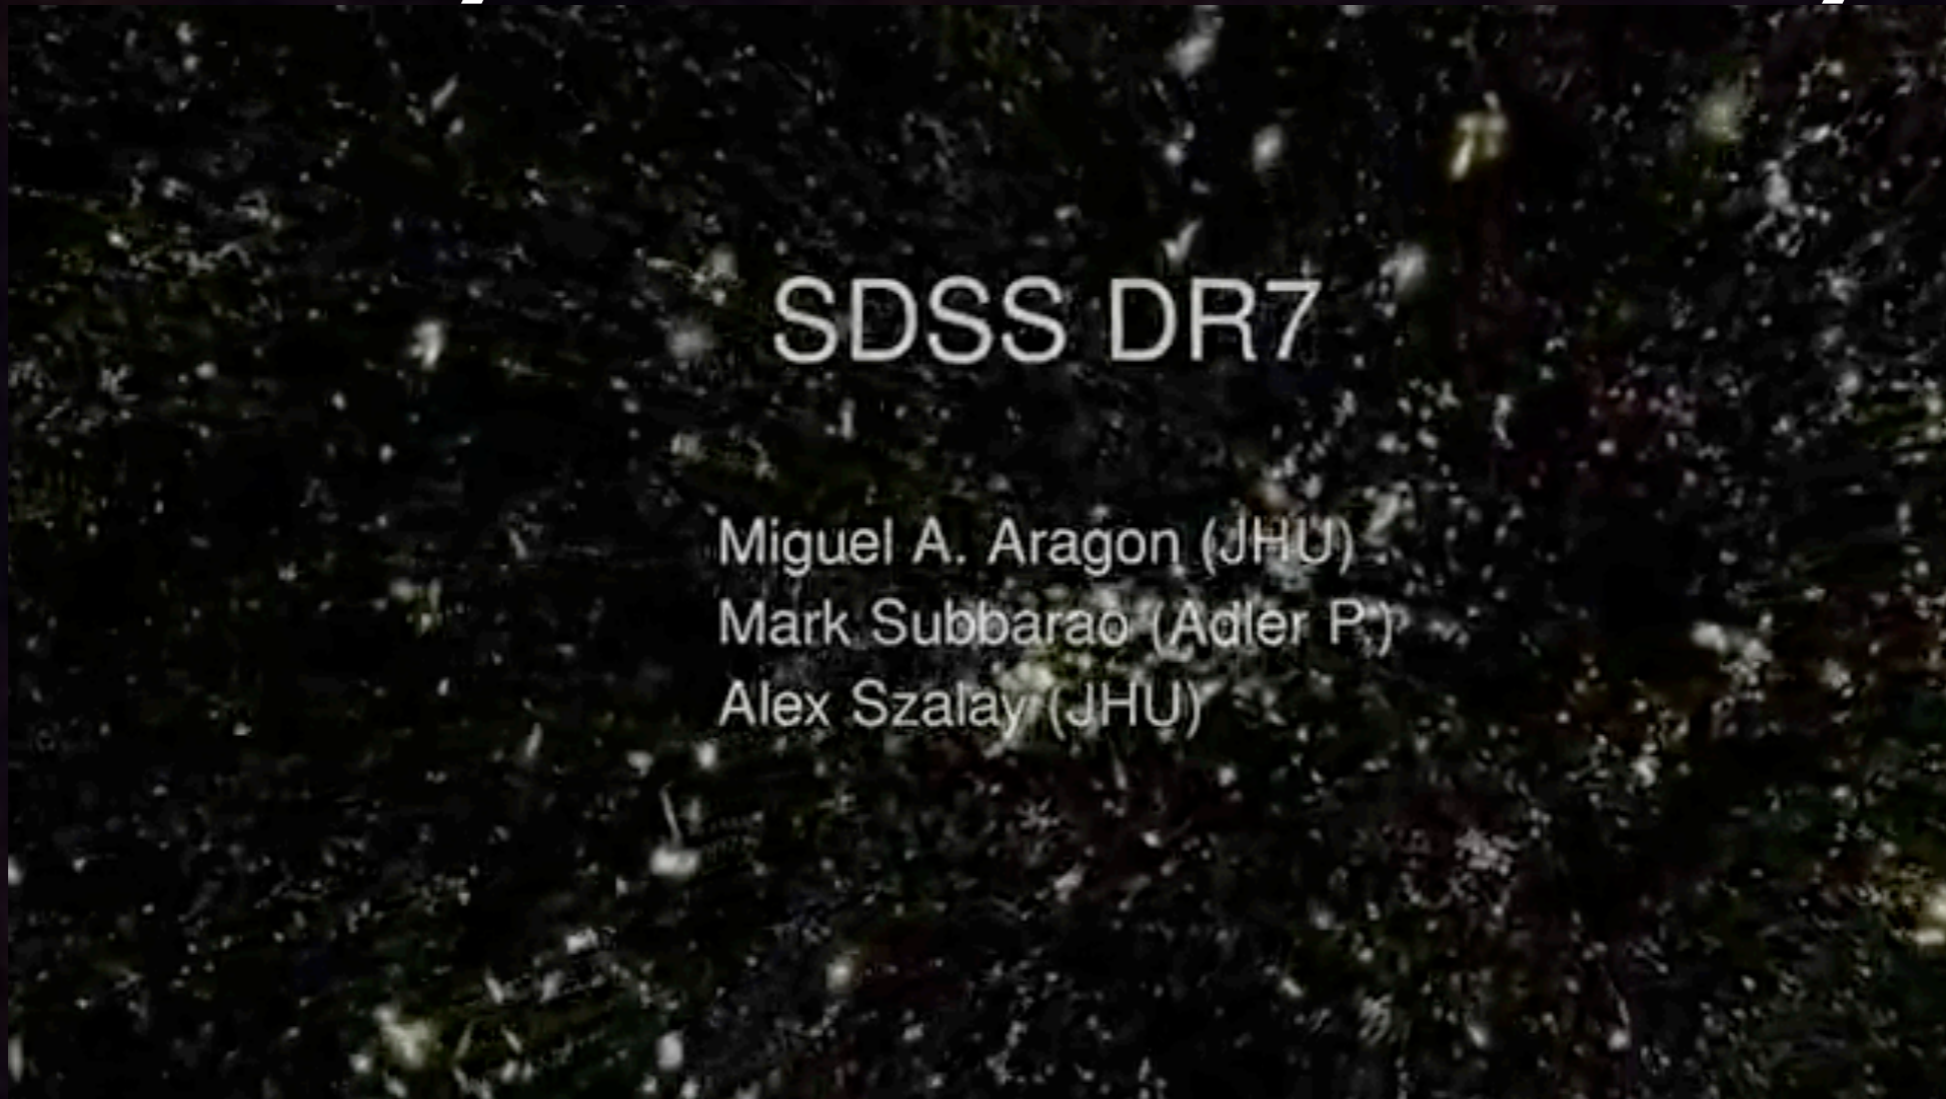 SDSS DR7
Miguel A. Aragon (JHU)
Mark Subbarao (Adler P.)
Alex Szalay (JHU)